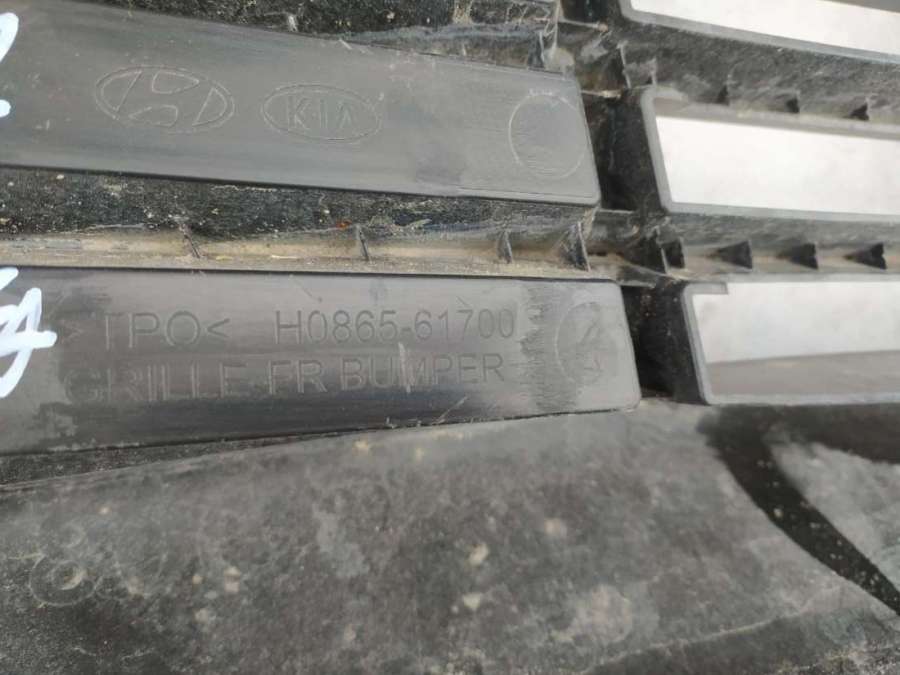 KIA
>TPO< H0865-61700
GRILLE-FR BUMPER